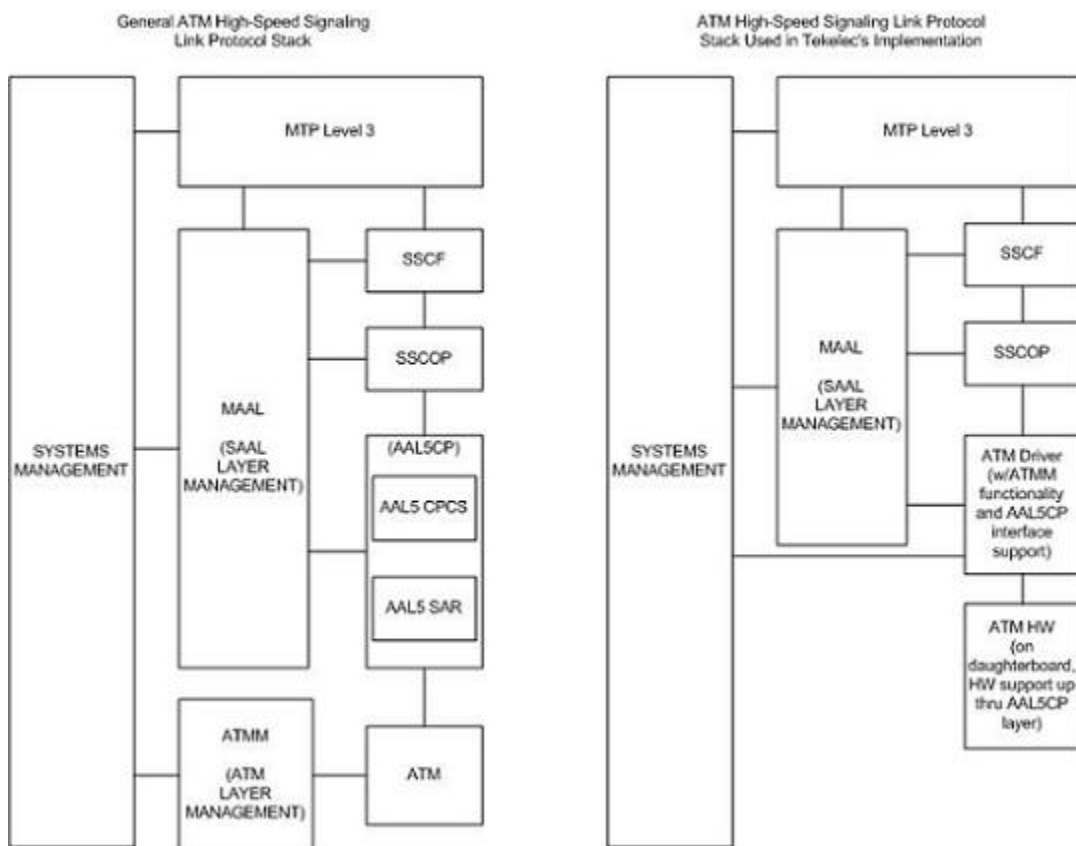 General ATM High-Speed Signaling
Link Protocol Stack
MTP Level 3
SSCF
SSCOP
MAAL
(SAAL
LAYER
MANAGEMENT)
SYSTEMS
MANAGEMENT
(AAL5CP)
AAL5 CPCS
AAL5 SAR
ATMM
(ATM
LAYER
MANAGEMENT)
ATM
ATM High-Speed Signaling Link Protocol
Stack Used in Tekelec's Implementation
MTP Level 3
SSCF
SSCOP
MAAL
(SAAL
LAYER
MANAGEMENT)
SYSTEMS
MANAGEMENT
ATM Driver
(w/ATMM
functionality
and AAL5CP
interface
support)
ATM HW
(on
daughterboard,
HW support up
thru AAL5CP
layer)